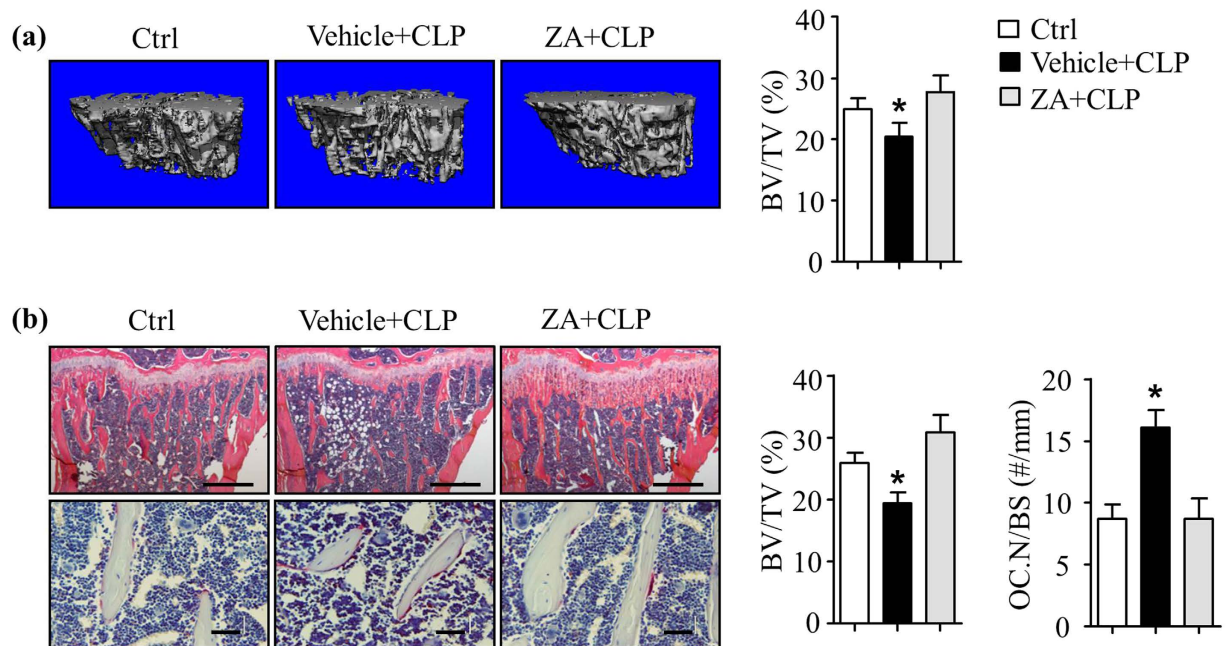 (a)
Ctrl
Vehicle+CLP
ZA+CLP
BV/TV (%)
40
30
20
10
0
*
Ctrl
Vehicle+CLP
ZA+CLP
(b)
Ctrl
Vehicle+CLP
ZA+CLP
BV/TV (%)
40
30
20
10
0
*
OC.N/BS (#/mm)
20
15
10
5
0
*